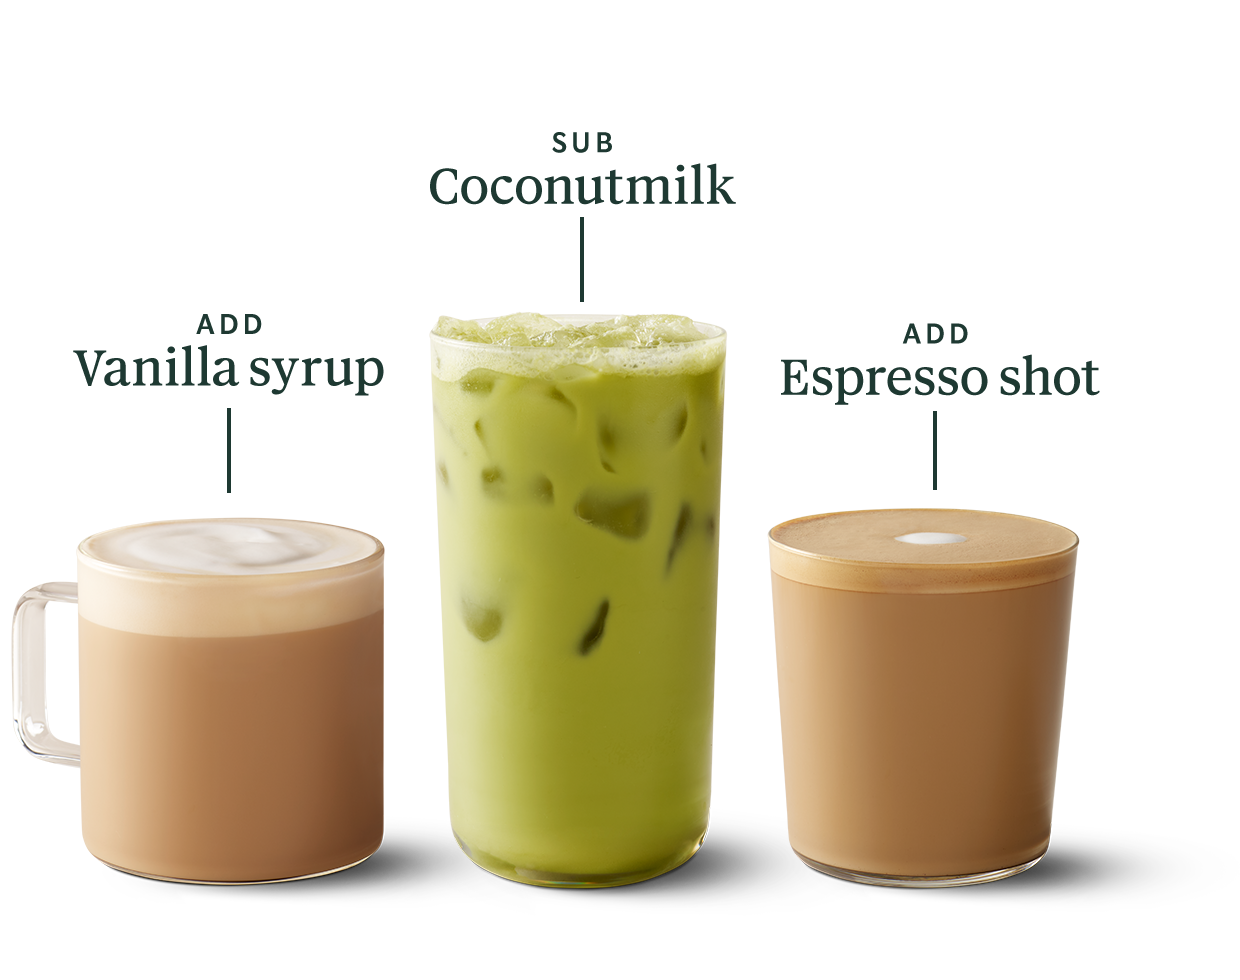 SUB
Coconutmilk
ADD
Vanilla syrup
ADD
Espresso shot